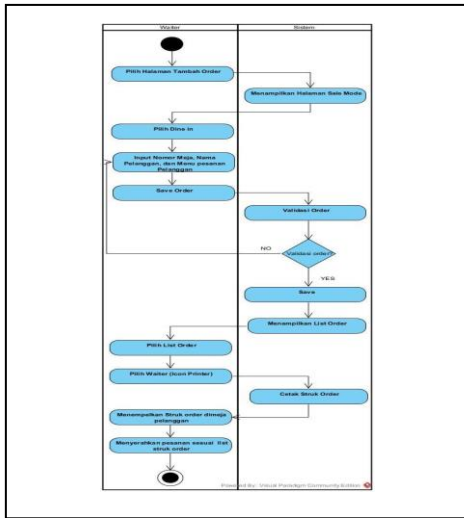 Waiter
Sistem
Pilih Halaman Tambah Order
Menampilkan Halaman Sale Mode
Pilih Dine in
Input Nomor Meja, Nama
Pelanggan, dan Menu pesanan
Pelanggan
Save Order
Validasi Order
Validasi order?
NO
YES
Save
Menampilkan List Order
Pilih List Order
Pilih Waiter (icon Printer)
Cetak Struk Order
Menempelkan Struk order dimeja
pelanggan
Menyerahkan pesanan sesuai list
struk order
Powered By: Visual Paradigm Community Edition